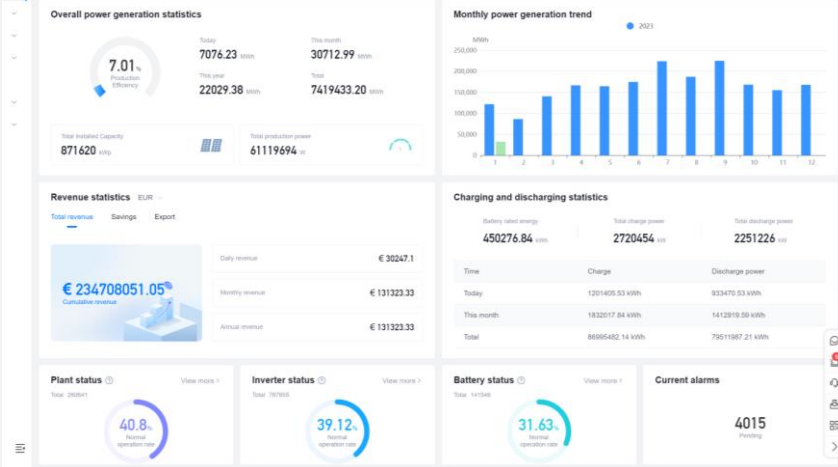 Overall power generation statistics
7.01%
Production
Efficiency
Today
7076.23 MWh
This month
30712.99 MWh
This year
22029.38 MWh
Total
7419433.20 MWh
Total Installed Capacity
871620 kWp
Total production power
61119694 W
Monthly power generation trend
2023
MWh
250,000
200,000
150,000
100,000
50,000
0
1 2 3 4 5 6 7 8 9 10 11 12
Revenue statistics EUR
Total revenue Savings Export
€ 234708051.05
Cumulative revenue
Daily revenue € 30247.1
Monthly revenue € 131323.33
Annual revenue € 131323.33
Charging and discharging statistics
Battery rated energy
450276.84 kWh
Total charge power
2720454 kW
Total discharge power
2251226 kW
Time Charge Discharge power
Today 1201405.53 kWh 933470.53 kWh
This month 1832017.84 kWh 1412919.59 kWh
Total 86995482.14 kWh 79511987.21 kWh
Plant status View more >
Total
40.8%
Normal
operation rate
Inverter status View more >
Total
39.12%
Normal
operation rate
Battery status View more >
Total
31.63%
Normal
operation rate
Current alarms
4015
Pending